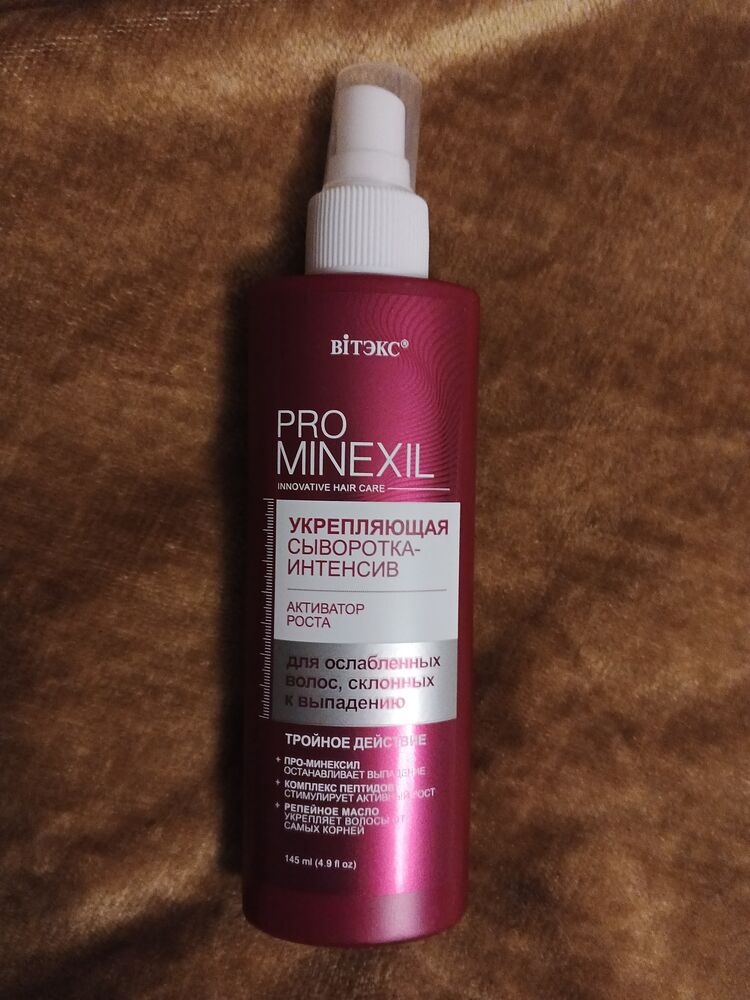 ВİТЭКС®
PRO
MINEXIL
INNOVATIVE HAIR CARE
УКРЕПЛЯЮЩАЯ
СЫВОРОТКА-
ИНТЕНСИВ
АКТИВАТОР
РОСТА
для ослабленных
волос, склонных
к выпадению
ТРОЙНОЕ ДЕЙСТВИЕ
+ ПРО-МИНЕКСИЛ
ОСТАНАВЛИВАЕТ ВЫПАДЕНИЕ
+ КОМПЛЕКС ПЕПТИДОВ
СТИМУЛИРУЕТ АКТИВНЫЙ РОСТ
+ РЕПЕЙНОЕ МАСЛО
УКРЕПЛЯЕТ ВОЛОСЫ ОТ
САМЫХ КОРНЕЙ
145 ml (4.9 fl oz)